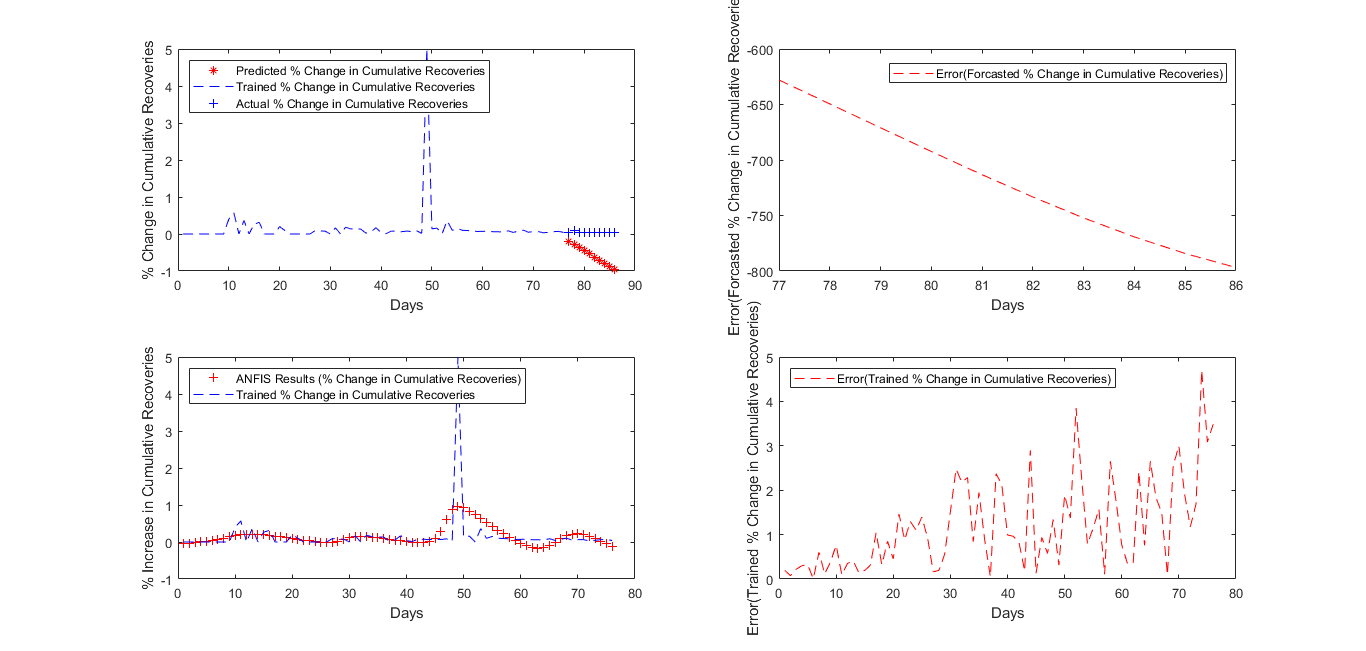 % Change in Cumulative Recoveries
5
4
3
2
1
0
-1
Predicted % Change in Cumulative Recoveries
Trained % Change in Cumulative Recoveries
Actual % Change in Cumulative Recoveries
0 10 20 30 40 50 60 70 80 90
Days
Error(Forcasted % Change in Cumulative Recoverie
-600
-650
-700
-750
-800
Error(Forcasted % Change in Cumulative Recoveries)
77 78 79 80 81 82 83 84 85 86
Days
% Increase in Cumulative Recoveries
5
4
3
2
1
0
-1
ANFIS Results (% Change in Cumulative Recoveries)
Trained % Change in Cumulative Recoveries
0 10 20 30 40 50 60 70 80
Days
Error(Trained % Change in Cumulative Recoveries)
5
4
3
2
1
0
Error(Trained % Change in Cumulative Recoveries)
0 10 20 30 40 50 60 70 80
Days